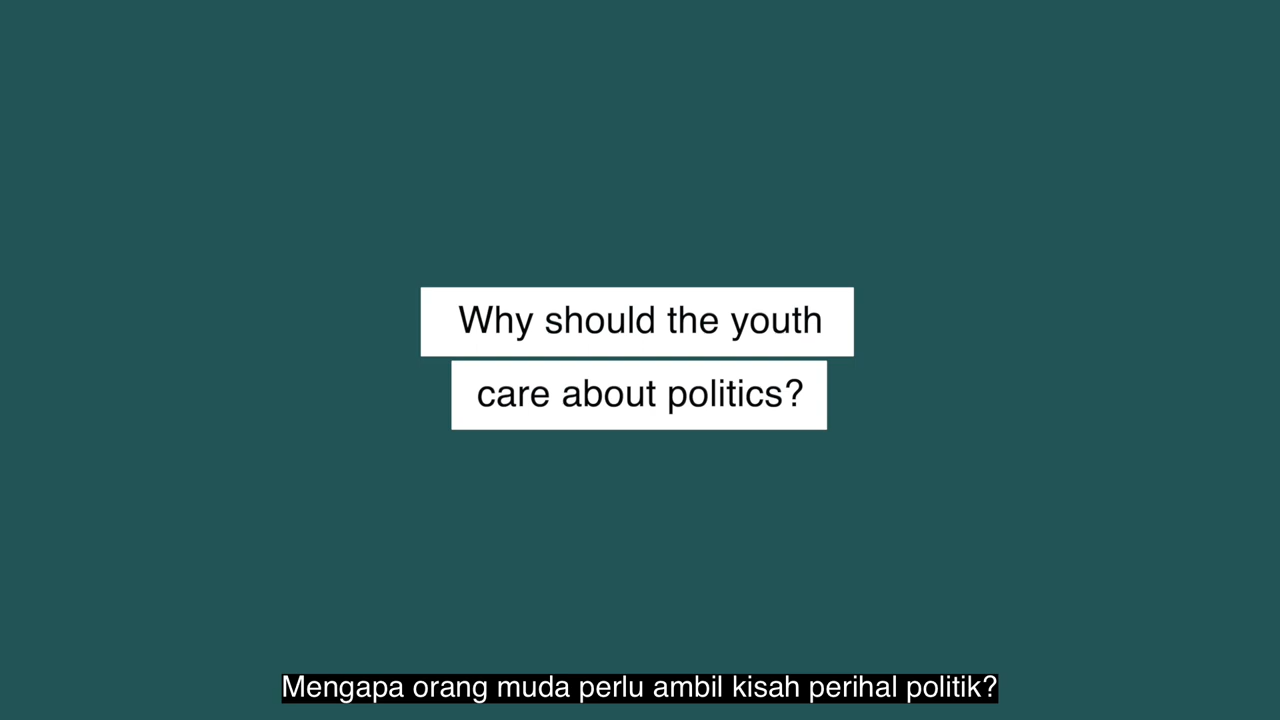 Why should the youth
care about politics?
Mengapa orang muda perlu ambil kisah perihal politik?